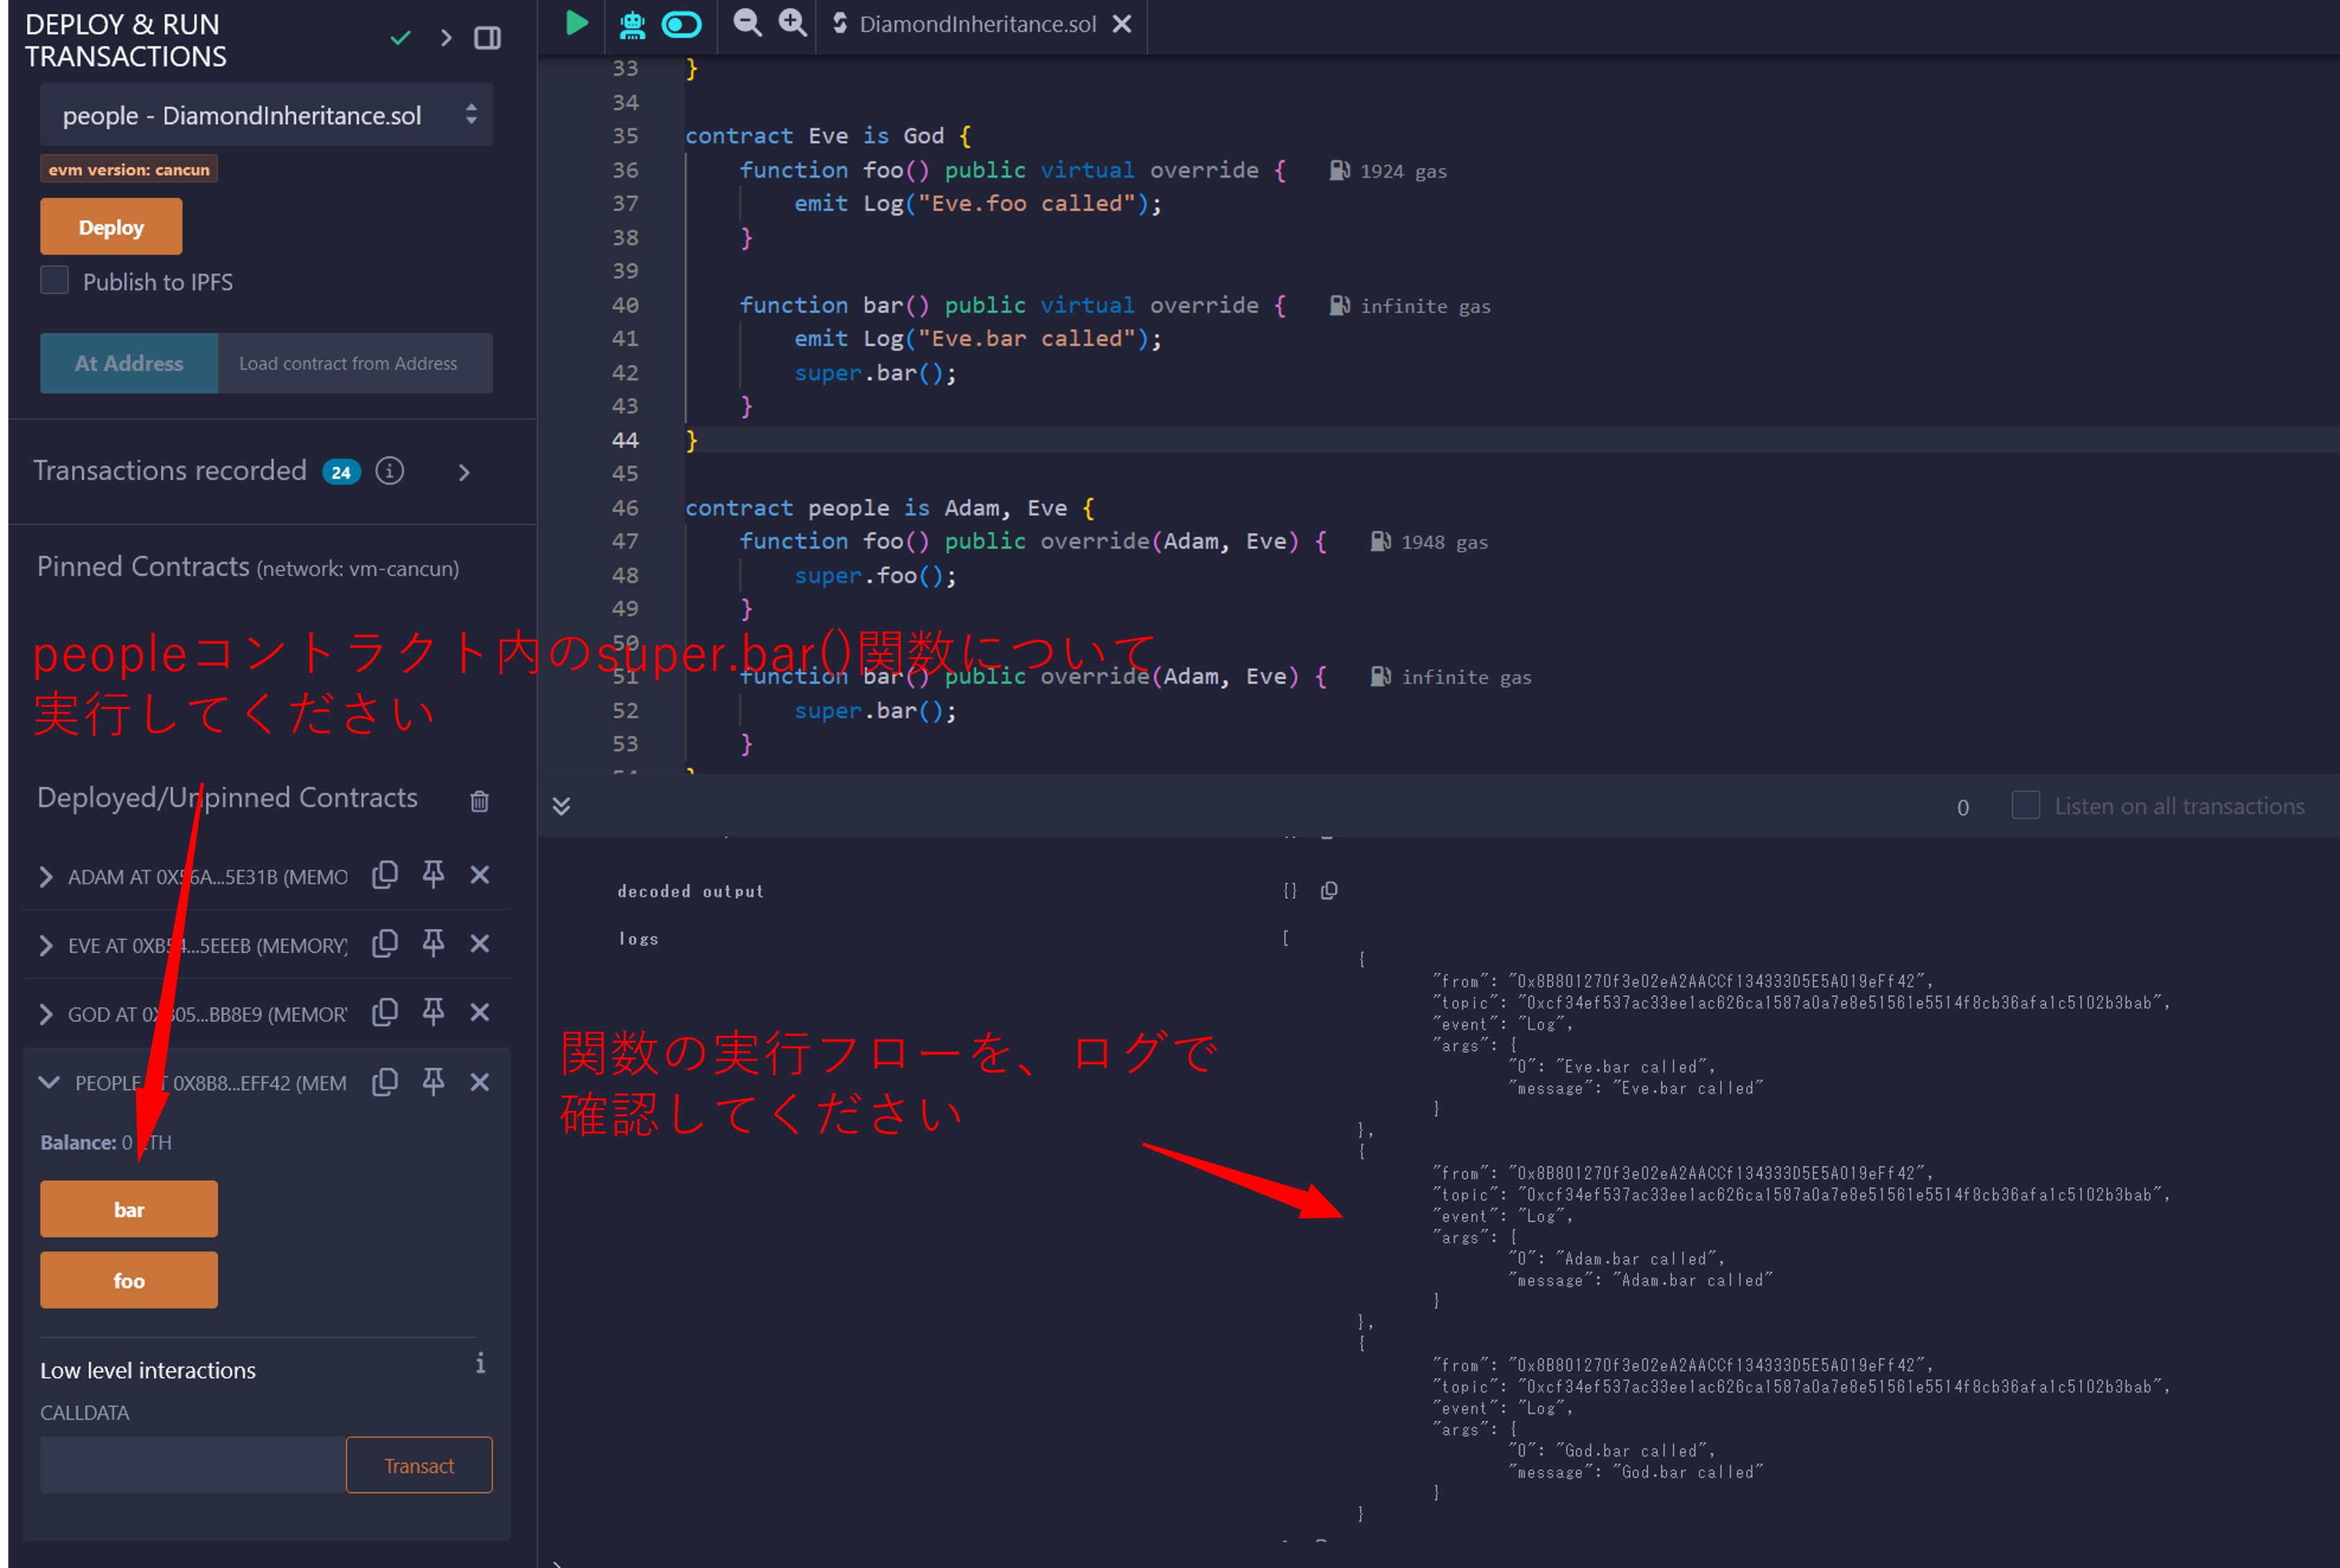 DEPLOY & RUN
TRANSACTIONS
people - DiamondInheritance.sol
evm version: cancun
Deploy
Publish to IPFS
At Address Load contract from Address
Transactions recorded 24
Pinned Contracts (network: vm-cancun)
peopleコントラクト内のsuper.bar()関数について
実行してください
Deployed/Unpinned Contracts
ADAM AT 0X56A...5E31B (MEMO
EVE AT 0XB54...5EEEB (MEMORY)
GOD AT 0XB05...BB8E9 (MEMOR
PEOPLE AT 0X8B8...EFF42 (MEM
Balance: 0 ETH
bar
foo
Low level interactions
CALLDATA
Transact
DiamondInheritance.sol
33 }
34
35 contract Eve is God {
36 function foo() public virtual override { 1924 gas
37 emit Log("Eve.foo called");
38 }
39
40 function bar() public virtual override { infinite gas
41 emit Log("Eve.bar called");
42 super.bar();
43 }
44 }
45
46 contract people is Adam, Eve {
47 function foo() public override(Adam, Eve) { 1948 gas
48 super.foo();
49 }
50
51 function bar() public override(Adam, Eve) { infinite gas
52 super.bar();
53 }
54 }
0 Listen on all transactions
decoded output {}
logs [
{
"from": "0x8B801270f3e02eA2AACCf134333D5E5A019eFf42",
"topic": "0xcf34ef537ac33ee1ac626ca1587a0a7e8e51561e5514f8cb36afa1c5102b3bab",
"event": "Log",
"args": {
"0": "Eve.bar called",
"message": "Eve.bar called"
}
},
{
"from": "0x8B801270f3e02eA2AACCf134333D5E5A019eFf42",
"topic": "0xcf34ef537ac33ee1ac626ca1587a0a7e8e51561e5514f8cb36afa1c5102b3bab",
"event": "Log",
"args": {
"0": "Adam.bar called",
"message": "Adam.bar called"
}
},
{
"from": "0x8B801270f3e02eA2AACCf134333D5E5A019eFf42",
"topic": "0xcf34ef537ac33ee1ac626ca1587a0a7e8e51561e5514f8cb36afa1c5102b3bab",
"event": "Log",
"args": {
"0": "God.bar called",
"message": "God.bar called"
}
}
関数の実行フローを、ログで
確認してください
>